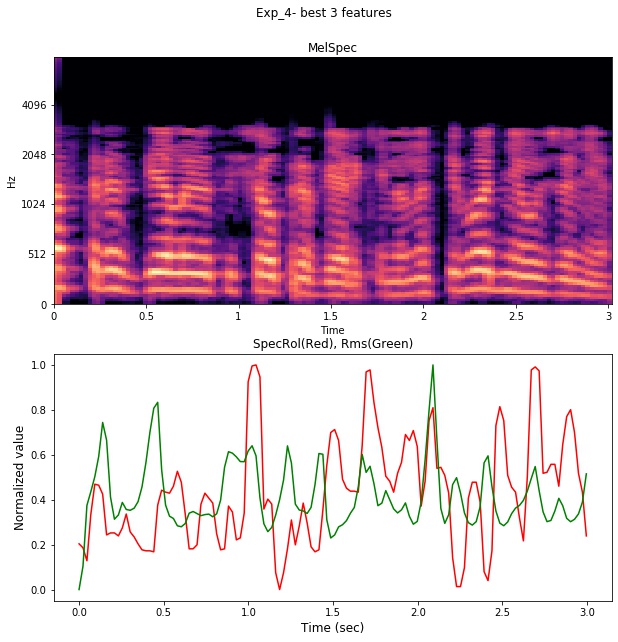 Exp_4- best 3 features
MelSpec
4096
2048
1024
512
0
Hz
0 0.5 1 1.5 2 2.5 3
Time
SpecRol(Red), Rms(Green)
1.0
0.8
0.6
0.4
0.2
0.0
Normalized value
0.0 0.5 1.0 1.5 2.0 2.5 3.0
Time (sec)